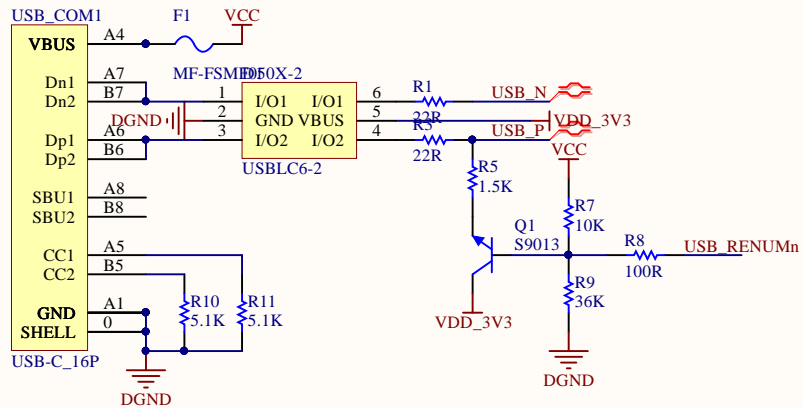 USB_COM1
F1
VCC
VBUS
A4
MF-FSMF050X-2
Dn1
A7
Dn2
B7
1
I/O1
I/O1
6
R1
22R
USB_N
DGND
2
GND
VBUS
5
VDD_3V3
Dp1
A6
3
I/O2
I/O2
4
R3
22R
USB_P
Dp2
B6
USBLC6-2
VCC
R5
1.5K
SBU1
A8
SBU2
B8
R7
10K
Q1
S9013
R8
100R
USB_RENUMn
CC1
A5
CC2
B5
R9
36K
R10
5.1K
R11
5.1K
GND
A1
SHELL
0
VDD_3V3
USB-C_16P
DGND
DGND